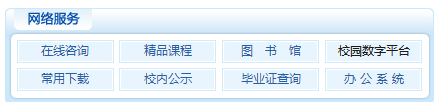 网络服务
在线咨询 精品课程 图 书 馆 校园数字平台
常用下载 校内公示 毕业证查询 办 公 系 统